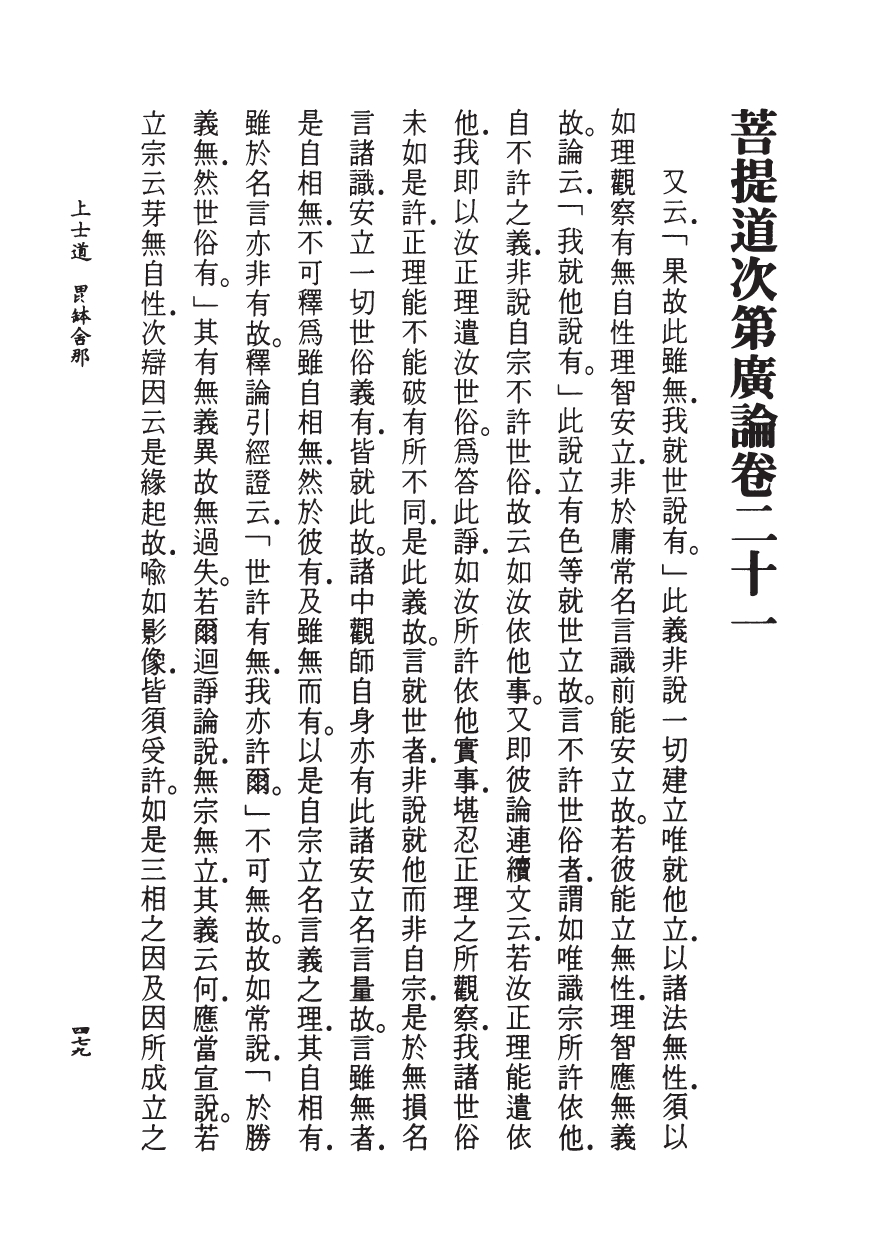 菩提道次第廣論卷二十一
又云．「果故此雖無．我就世說有。」此義非說一切建立唯就他立．以諸法無性．須以
如理觀察有無自性理智安立．非於庸常名言識前能安立故。若彼能立無性．理智應無義
故。論云．「我就他說有。」此說立有色等就世立故。言不許世俗者．謂如唯識宗所許依他．
自不許之義．非說自宗不許世俗．故云如汝依他事。又即彼論連續文云．若汝正理能遣依
他．我即以汝正理遣汝世俗。爲答此諍．如汝所許依他實事．堪忍正理之所觀察．我諸世俗
未如是許．正理能不能破有所不同．是此義故。言就世者．非說就他而非自宗．是於無損名
言諸識．安立一切世俗義有．皆就此故。諸中觀師自身亦有此諸安立名言量故。言雖無者．
是自相無．不可釋爲雖自相無．然於彼有．及雖無而有。以是自宗立名言義之理．其自相有．
雖於名言亦非有故。釋論引經證云．「世許有無．我亦許爾。」不可無故。故如常說．「於勝
義無．然世俗有。」其有無義異故無過失。若爾迴諍論說．無宗無立．其義云何．應當宣說。若
立宗云芽無自性．次辯因云是緣起故．喩如影像．皆須受許。如是三相之因及因所成立之
上士道　毘鉢舍那
四七九